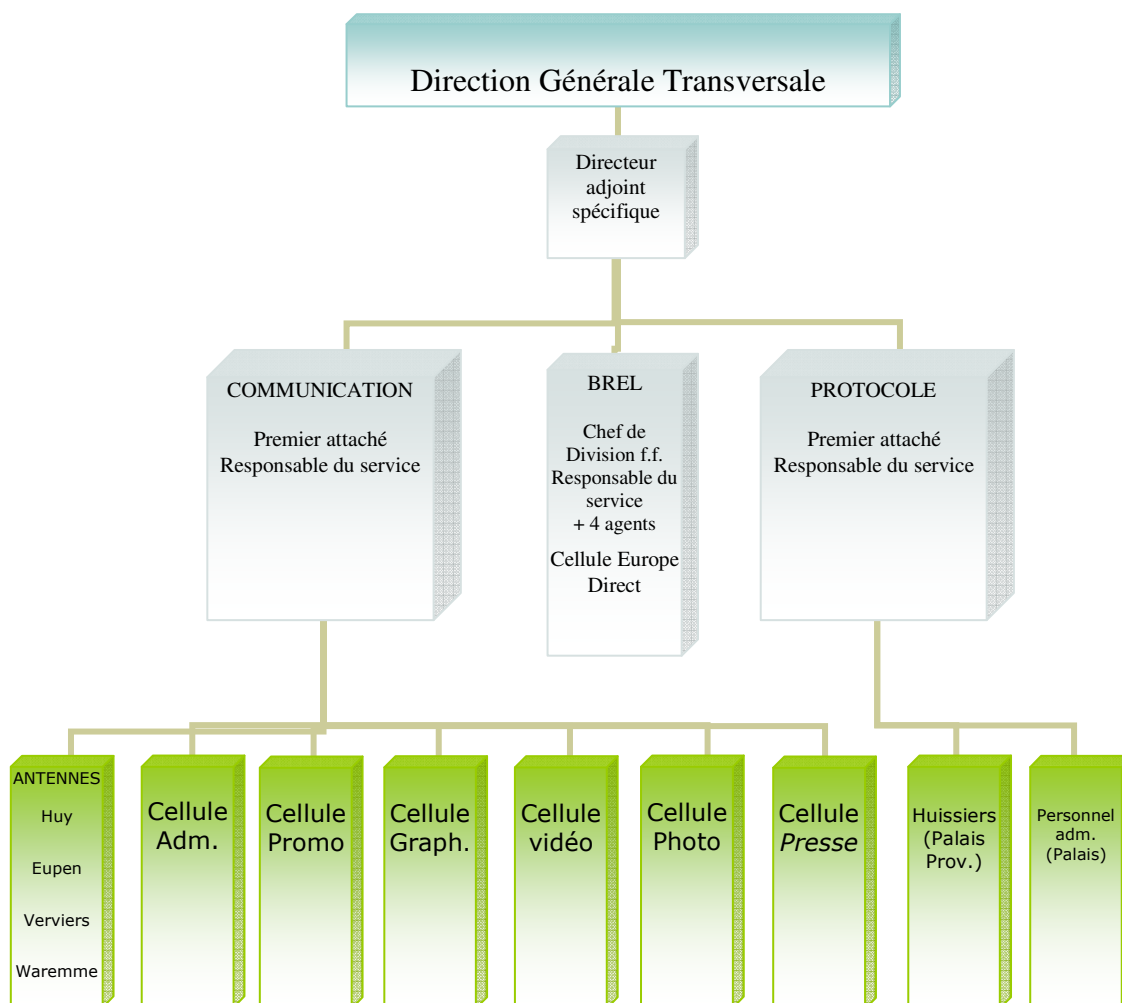 Direction Générale Transversale
Directeur
adjoint
spécifique
COMMUNICATION
Premier attaché
Responsable du service
BREL
Chef de
Division f.f.
Responsable du
service
+ 4 agents
Cellule Europe
Direct
PROTOCOLE
Premier attaché
Responsable du service
ANTENNES
Huy
Eupen
Verviers
Waremme
Cellule
Adm.
Cellule
Promo
Cellule
Graph.
Cellule
vidéo
Cellule
Photo
Cellule
Presse
Huissiers
(Palais
Prov.)
Personnel
adm.
(Palais)